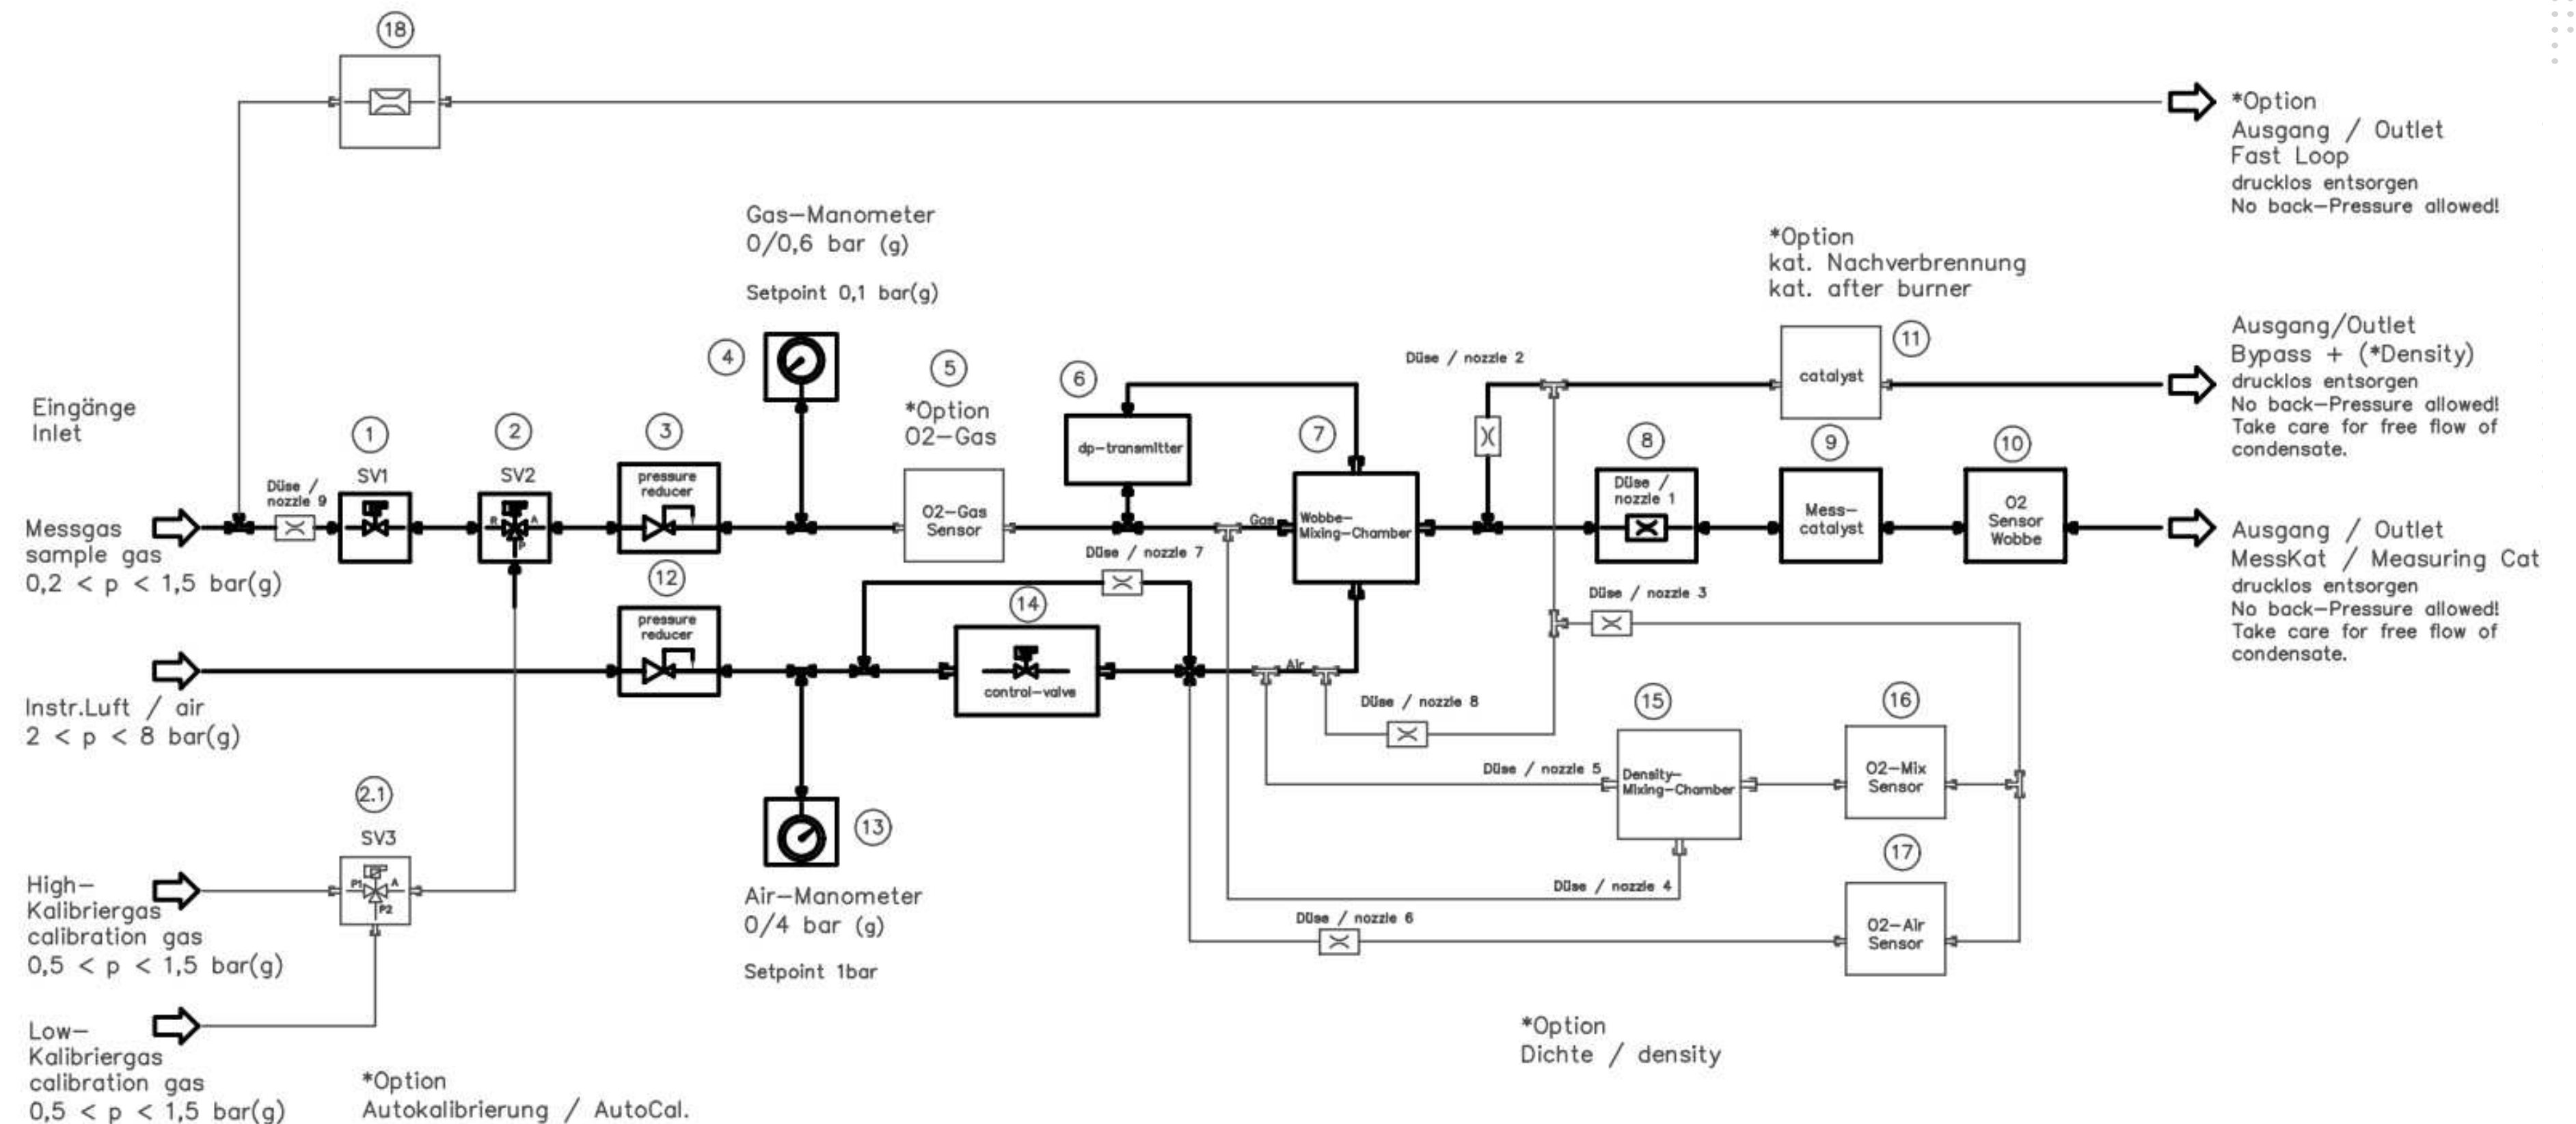 18
*Option
Ausgang / Outlet
Fast Loop
drucklos entsorgen
No back-Pressure allowed!
Gas-Manometer
0/0,6 bar (g)
Setpoint 0,1 bar(g)
*Option
kat. Nachverbrennung
kat. after burner
4
5
*Option
O2-Gas
6
dp-transmitter
7
Düse / nozzle 2
catalyst
11
Ausgang/Outlet
Bypass + (*Density)
drucklos entsorgen
No back-Pressure allowed!
Take care for free flow of
condensate.
Eingänge
Inlet
1
SV1
2
SV2
R
A
P
3
pressure
reducer
Düse /
nozzle 9
O2-Gas
Sensor
Gas
Wobbe-
Mixing-Chamber
8
Düse /
nozzle 1
9
Mess-
catalyst
10
O2
Sensor
Wobbe
Messgas
sample gas
0,2 < p < 1,5 bar(g)
Ausgang / Outlet
MessKat / Measuring Cat
drucklos entsorgen
No back-Pressure allowed!
Take care for free flow of
condensate.
12
pressure
reducer
Düse / nozzle 7
14
control-valve
Air
Düse / nozzle 3
Düse / nozzle 8
Instr.Luft / air
2 < p < 8 bar(g)
15
Düse / nozzle 5
Density-
Mixing-Chamber
16
O2-Mix
Sensor
2.1
SV3
P1
A
P2
13
Air-Manometer
0/4 bar (g)
Setpoint 1bar
Düse / nozzle 4
Düse / nozzle 6
17
O2-Air
Sensor
High-
Kalibriergas
calibration gas
0,5 < p < 1,5 bar(g)
Low-
Kalibriergas
calibration gas
0,5 < p < 1,5 bar(g)
*Option
Autokalibrierung / AutoCal.
*Option
Dichte / density